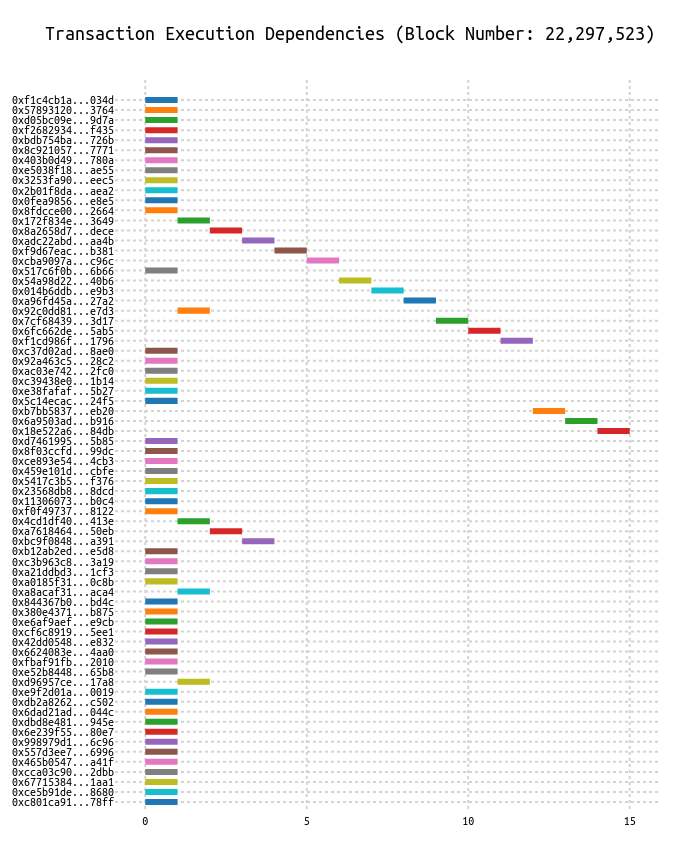 Transaction Execution Dependencies (Block Number: 22,297,523)
0xf1c4cb1a...034d
0x57893120...3764
0xd05bc09e...9d7a
0xf2682934...f435
0xbdb754ba...726b
0x8c921057...7771
0x403b0d49...780a
0xe5038f18...ae55
0x3253fa90...eec5
0x2b01f8da...aea2
0x0fea9856...e8e5
0x8fdcce00...2664
0x172f834e...3649
0x8a2658d7...dece
0xadc22abd...aa4b
0xf9d67eac...b381
0xcba9097a...c96c
0x517c6f0b...6b66
0x54a98d22...40b6
0x014b6ddb...e9b3
0xa96fd45a...27a2
0x92c0dd81...e7d3
0x7cf68439...3d17
0x6fc662de...5ab5
0xf1cd986f...1796
0xc37d02ad...8ae0
0x92a463c5...28c2
0xac03e742...2fc0
0xc39438e0...1b14
0xe38fafaf...5b27
0x5c14ecac...24f5
0xb7bb5837...eb20
0x6a9503ad...b916
0x18e522a6...84db
0xd7461995...5b85
0x8f03ccfd...99dc
0xce893e54...4cb3
0x459e101d...cbfe
0x5417c3b5...f376
0x23568db8...8dcd
0x11306073...b0c4
0xf0f49737...8122
0x4cd1df40...413e
0xa7618464...50eb
0xbc9f0848...a391
0xb12ab2ed...e5d8
0xc3b963c8...3a19
0xa21ddbd3...1cf3
0xa0185f31...0c8b
0xa8acaf31...aca4
0x844367b0...bd4c
0x380e4371...b875
0xe6af9aef...e9cb
0xcf6c8919...5ee1
0x42dd0548...e832
0x6624083e...4aa0
0xfbaf91fb...2010
0xe52b8448...65b8
0xd96957ce...17a8
0xe9f2d01a...0019
0xdb2a8262...c502
0x6dad21ad...044c
0xdbd8e481...945e
0x6e239f55...80e7
0x998979d1...6c96
0x557d3ee7...6996
0x465b0547...a41f
0xcca03c90...2dbb
0x67715384...1aa1
0xce5b91de...8680
0xc801ca91...78ff
0 5 10 15